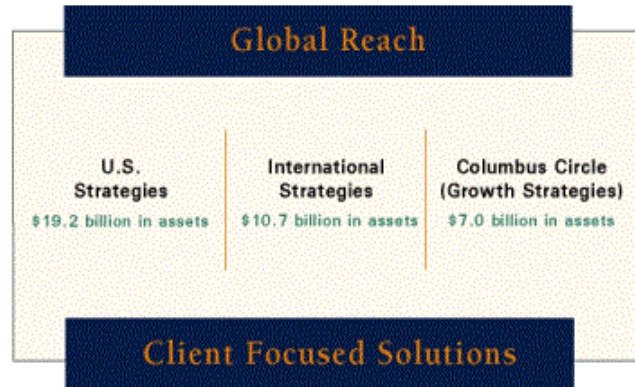 Global Reach
U.S.
Strategies
$19.2 billion in assets
International
Strategies
$10.7 billion in assets
Columbus Circle
(Growth Strategies)
$7.0 billion in assets
Client Focused Solutions